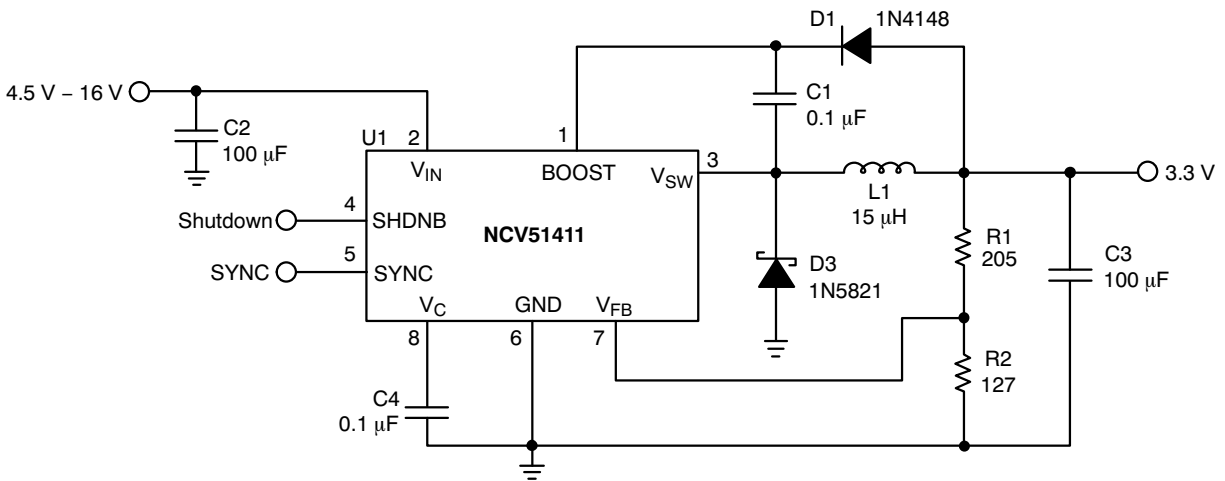 D1
1N4148
4.5 V – 16 V
C2
100 μF
C1
0.1 μF
U1
2
1
3
V_IN
BOOST
V_SW
3.3 V
L1
15 μH
Shutdown
4
SHDNB
NCV51411
SYNC
5
SYNC
D3
1N5821
R1
205
C3
100 μF
V_C
GND
V_FB
8
6
7
R2
127
C4
0.1 μF